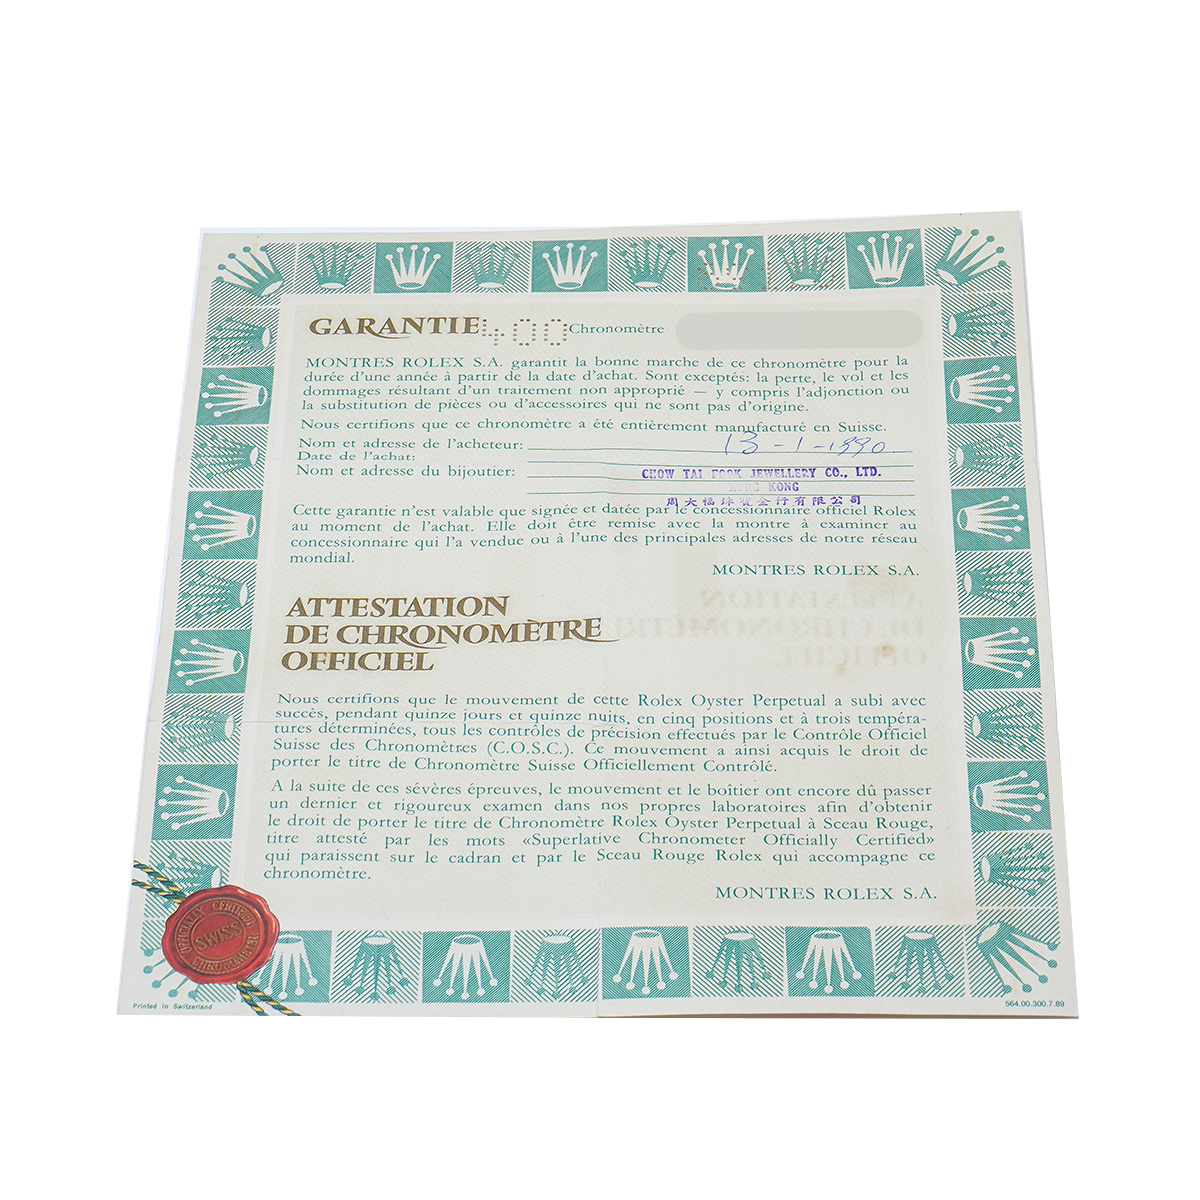 GARANTIE 400 Chronomètre
MONTRES ROLEX S.A. garantit la bonne marche de ce chronomètre pour la
durée d'une année à partir de la date d'achat. Sont exceptés: la perte, le vol et les
dommages résultant d'un traitement non approprié — y compris l'adjonction ou
la substitution de pièces ou d'accessoires qui ne sont pas d'origine.
Nous certifions que ce chronomètre a été entièrement manufacturé en Suisse.
Nom et adresse de l'acheteur:
13-1-1990
Date de l'achat:
Nom et adresse du bijoutier:
CHOW TAI FOOK JEWELLERY CO., LTD.
HONG KONG
周大福珠寶金行有限公司
Cette garantie n'est valable que signée et datée par le concessionnaire officiel Rolex
au moment de l'achat. Elle doit être remise avec la montre à examiner au
concessionnaire qui l'a vendue ou à l'une des principales adresses de notre réseau
mondial.
MONTRES ROLEX S.A.
ATTESTATION
DE CHRONOMÈTRE
OFFICIEL
Nous certifions que le mouvement de cette Rolex Oyster Perpetual a subi avec
succès, pendant quinze jours et quinze nuits, en cinq positions et à trois tempéra-
tures déterminées, tous les contrôles de précision effectués par le Contrôle Officiel
Suisse des Chronomètres (C.O.S.C.). Ce mouvement a ainsi acquis le droit de
porter le titre de Chronomètre Suisse Officiellement Contrôlé.
A la suite de ces sévères épreuves, le mouvement et le boîtier ont encore dû passer
un dernier et rigoureux examen dans nos propres laboratoires afin d'obtenir
le droit de porter le titre de Chronomètre Rolex Oyster Perpetual à Sceau Rouge,
titre attesté par les mots «Superlative Chronometer Officially Certified»
qui paraissent sur le cadran et par le Sceau Rouge Rolex qui accompagne ce
chronomètre.
MONTRES ROLEX S.A.
OFFICIALLY CERTIFIED
SWISS
CHRONOMETER
Printed in Switzerland
564.00.300.7.89